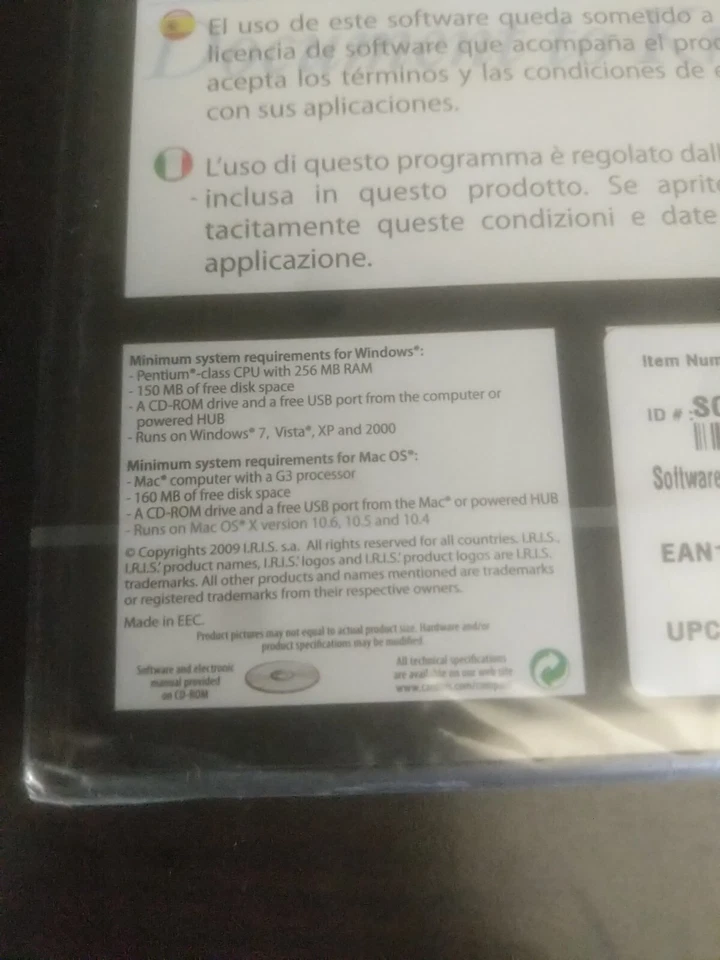 El uso de este software queda sometido a
licencia de software que acompaña el
acepta los términos y las condiciones de
con sus aplicaciones.
L'uso di questo programma è regolato
inclusa in questo prodotto. Se
tacitamente queste condizioni e date
applicazione.
Minimum system requirements for Windows®:
- Pentium®-class CPU with 256 MB RAM
- 150 MB of free disk space
- A CD-ROM drive and a free USB port from the computer or
powered HUB
- Runs on Windows® 7, Vista®, XP and 2000
Minimum system requirements for Mac OS®:
- Mac® computer with a G3 processor
- 160 MB of free disk space
- A CD-ROM drive and a free USB port from the Mac® or powered HUB
- Runs on Mac OS® X version 10.6, 10.5 and 10.4
© Copyrights 2009 I.R.I.S. s.a. All rights reserved for all countries. I.R.I.S.,
I.R.I.S.' product names, I.R.I.S.' logos and I.R.I.S.' product logos are I.R.I.S.
trademarks. All other products and names mentioned are trademarks
or registered trademarks from their respective owners.
Made in EEC.
Product pictures may not equal to actual product size. Hardware and/or
product specifications may be modified.
Software and electronic
manual provided
on CD-ROM
All technical specifications
are available on our web site
Item
ID # :
Software
EAN
UPC